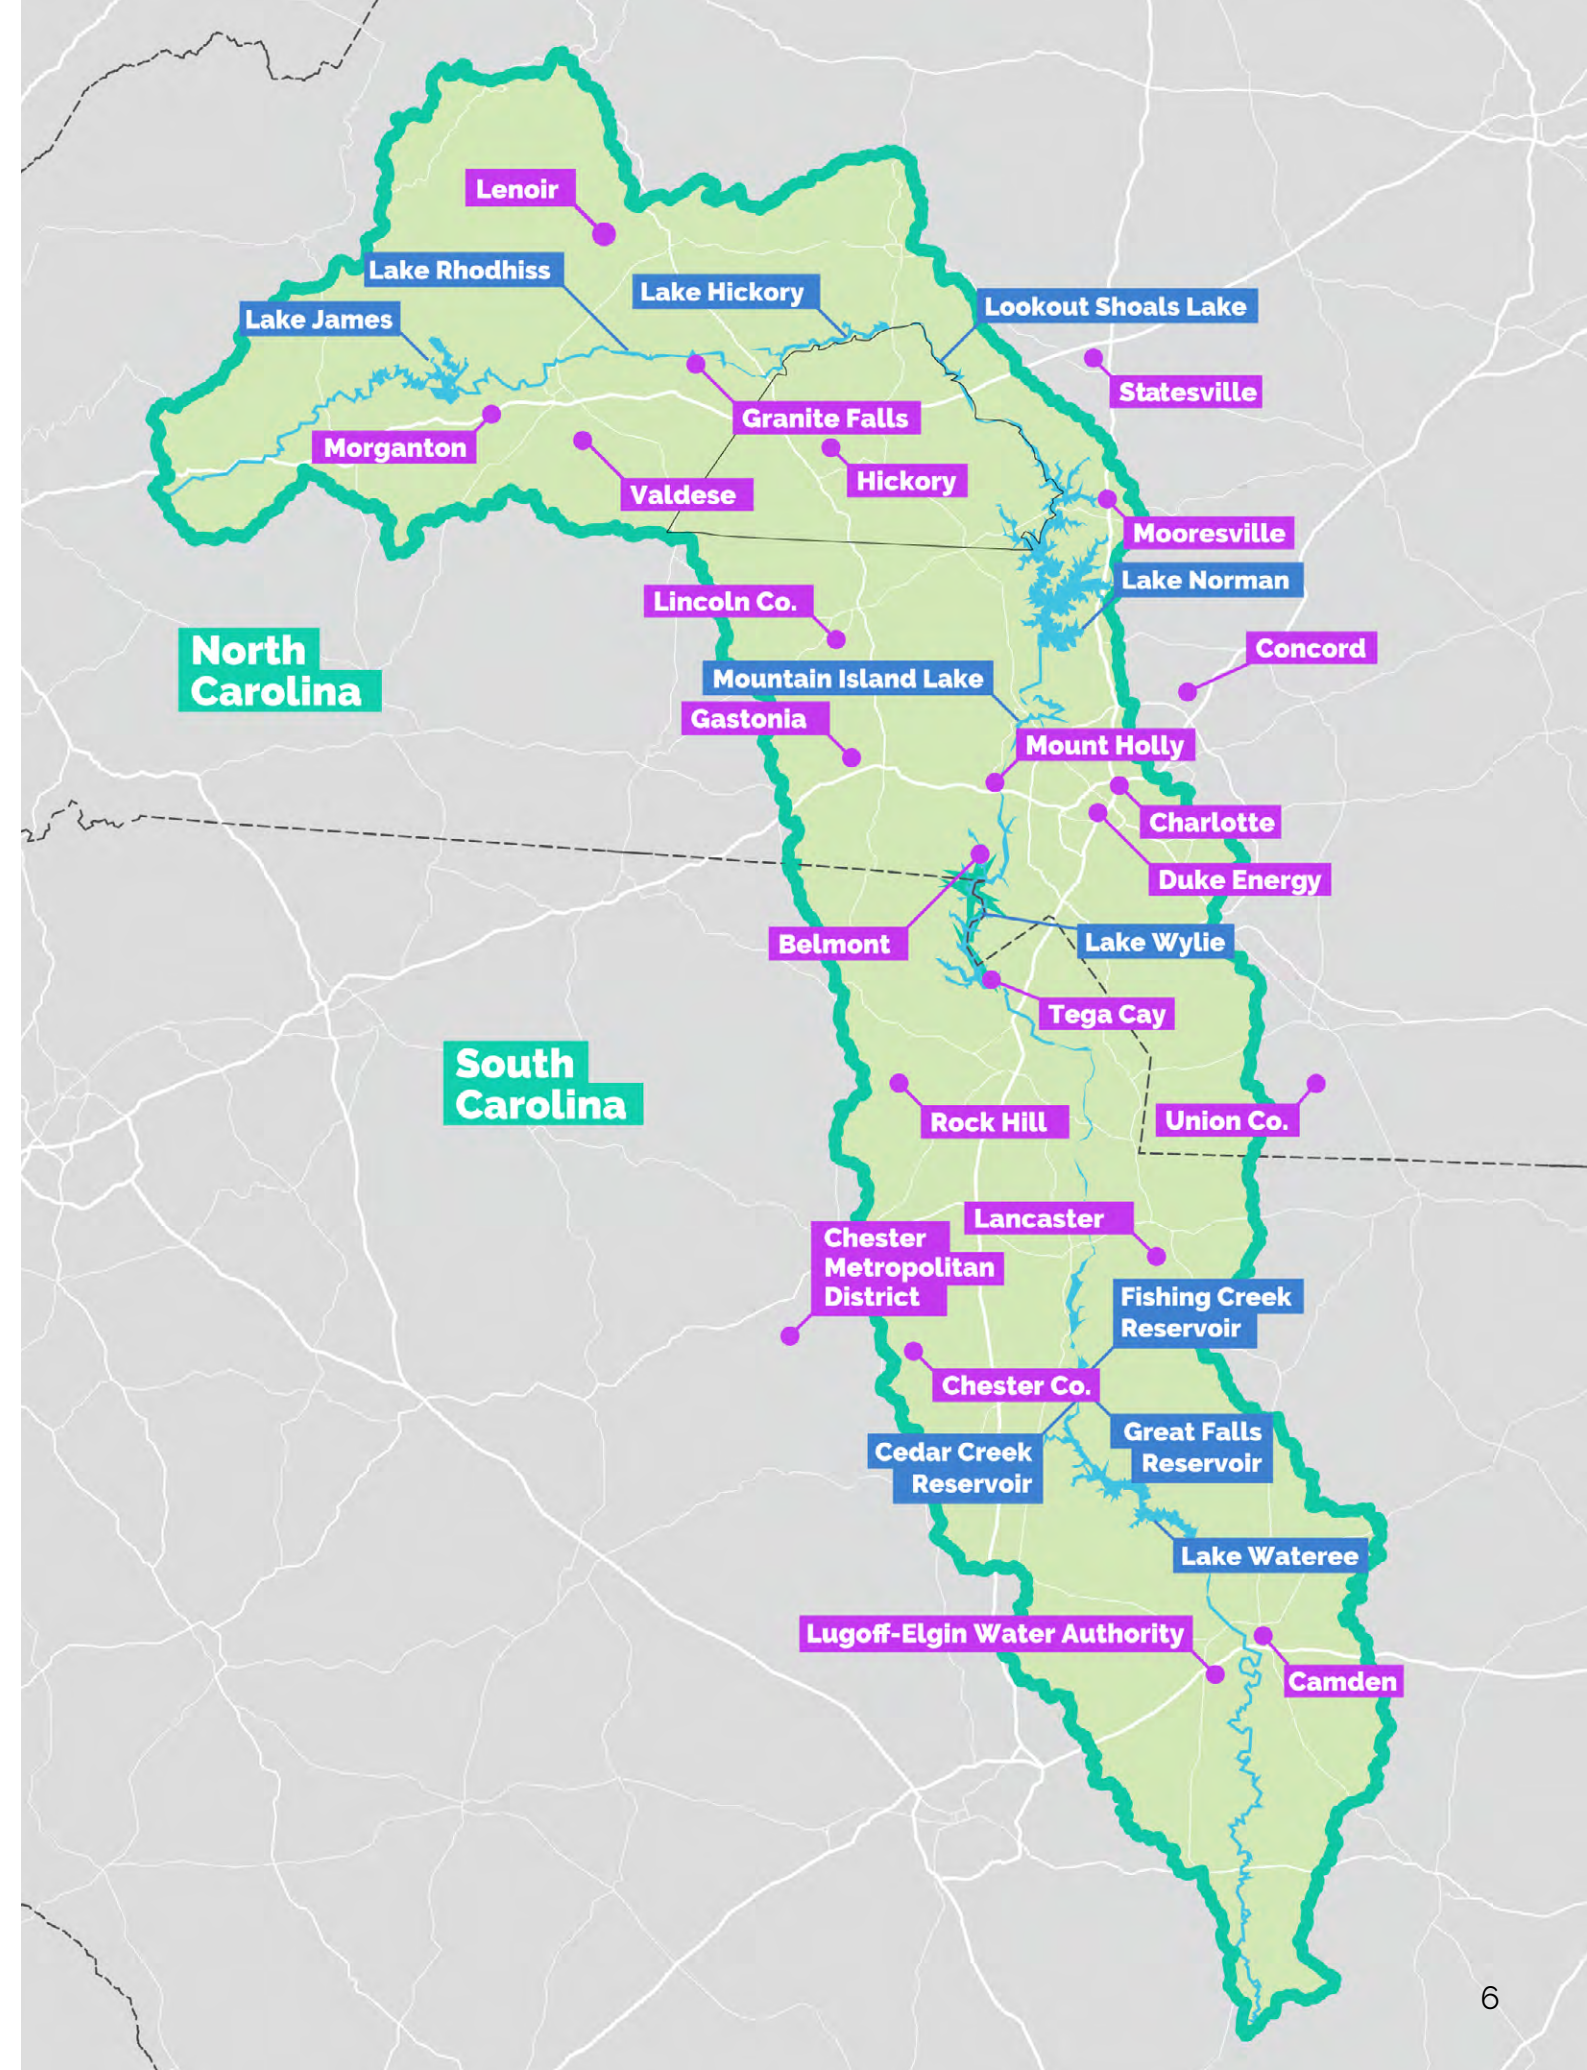 Lenoir
Lake Rhodhiss
Lake Hickory
Lookout Shoals Lake
Lake James
Statesville
Granite Falls
Morganton
Hickory
Valdese
Mooresville
Lake Norman
Lincoln Co.
North
Carolina
Concord
Mountain Island Lake
Gastonia
Mount Holly
Charlotte
Duke Energy
Belmont
Lake Wylie
Tega Cay
South
Carolina
Rock Hill
Union Co.
Lancaster
Chester
Metropolitan
District
Fishing Creek
Reservoir
Chester Co.
Great Falls
Reservoir
Cedar Creek
Reservoir
Lake Wateree
Lugoff-Elgin Water Authority
Camden
6